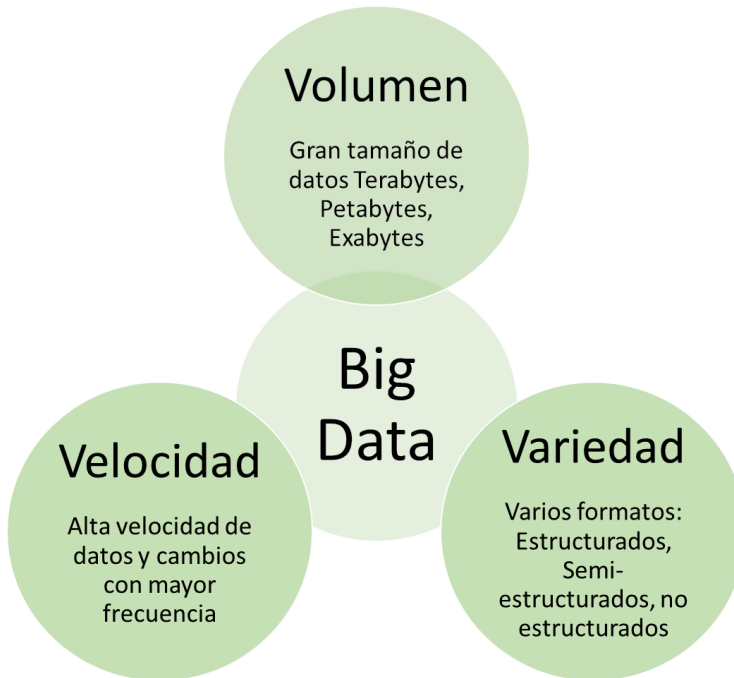 Volumen
Gran tamaño de
datos Terabytes,
Petabytes,
Exabytes
Big
Data
Velocidad
Alta velocidad de
datos y cambios
con mayor
frecuencia
Variedad
Varios formatos:
Estructurados,
Semi-
estructurados, no
estructurados